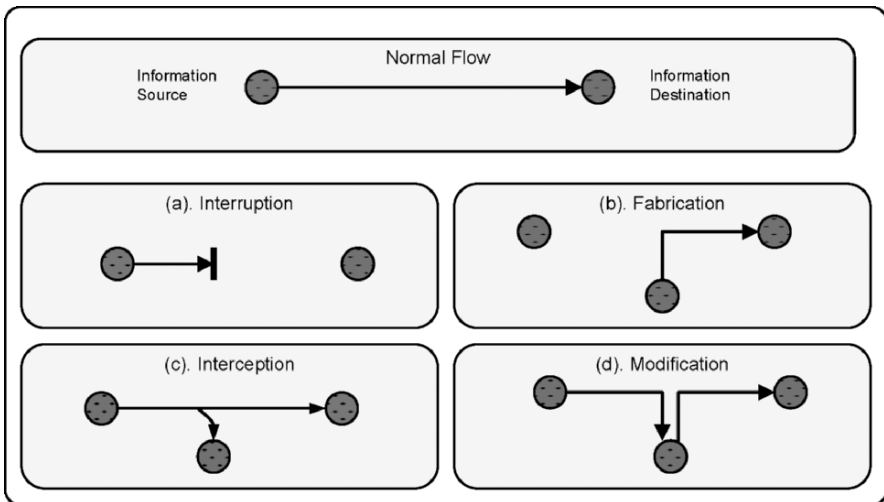 Normal Flow
Information
Source
Information
Destination
(a). Interruption
(b). Fabrication
(c). Interception
(d). Modification